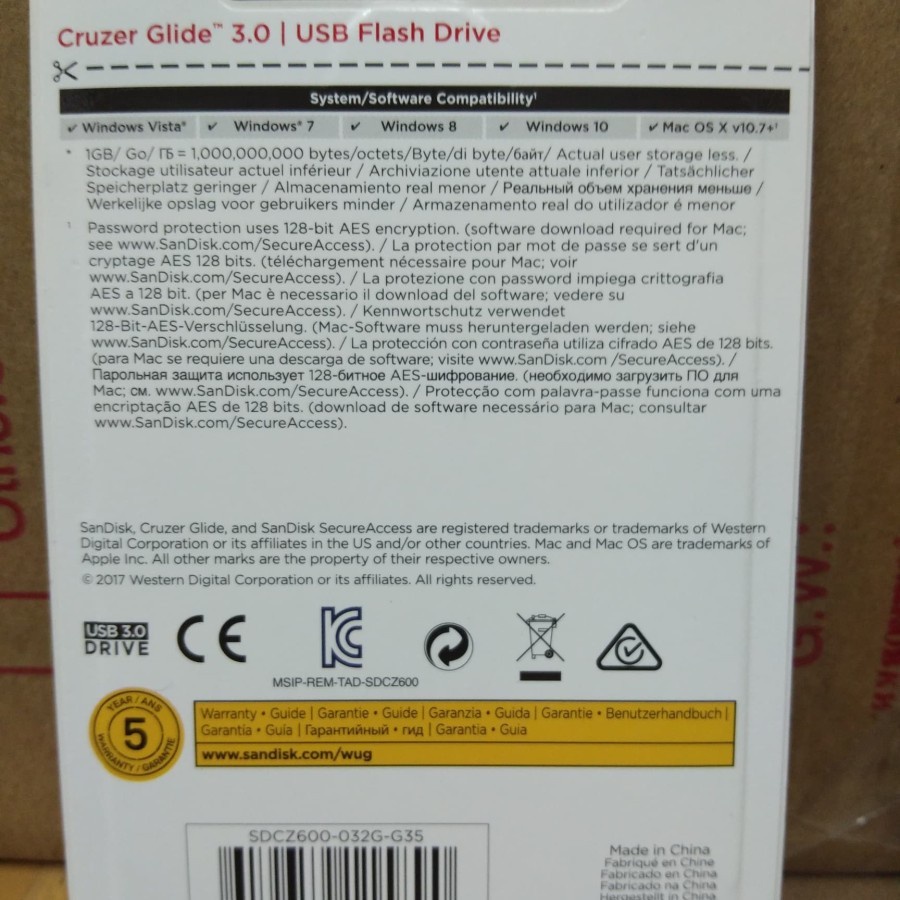 Cruzer Glide™ 3.0 | USB Flash Drive
System/Software Compatibility¹
✓ Windows Vista® ✓ Windows® 7 ✓ Windows 8 ✓ Windows 10 ✓ Mac OS X v10.7+¹
* 1GB/ Go/ ГБ = 1,000,000,000 bytes/octets/Byte/di byte/байт/ Actual user storage less. /
Stockage utilisateur actuel inférieur / Archiviazione utente attuale inferior / Tatsächlicher
Speicherplatz geringer / Almacenamiento real menor / Реальный объем хранения меньше /
Werkelijke opslag voor gebruikers minder / Armazenamento real do utilizador é menor
¹ Password protection uses 128-bit AES encryption. (software download required for Mac;
see www.SanDisk.com/SecureAccess). / La protection par mot de passe se sert d'un
cryptage AES 128 bits. (téléchargement nécessaire pour Mac; voir
www.SanDisk.com/SecureAccess). / La protezione con password impiega crittografia
AES a 128 bit. (per Mac è necessario il download del software; vedere su
www.SanDisk.com/SecureAccess). / Kennwortschutz verwendet
128-Bit-AES-Verschlüsselung. (Mac-Software muss heruntergeladen werden; siehe
www.SanDisk.com/SecureAccess). / La protección con contraseña utiliza cifrado AES de 128 bits.
(para Mac se requiere una descarga de software; visite www.SanDisk.com /SecureAccess). /
Парольная защита использует 128-битное AES-шифрование. (необходимо загрузить ПО для
Mac; см. www.SanDisk.com/SecureAccess). / Protecção com palavra-passe funciona com uma
encriptação AES de 128 bits. (download de software necessário para Mac; consultar
www.SanDisk.com/SecureAccess).
SanDisk, Cruzer Glide, and SanDisk SecureAccess are registered trademarks or trademarks of Western
Digital Corporation or its affiliates in the US and/or other countries. Mac and Mac OS are trademarks of
Apple Inc. All other marks are the property of their respective owners.
© 2017 Western Digital Corporation or its affiliates. All rights reserved.
USB 3.0
DRIVE
CE
KC
MSIP-REM-TAD-SDCZ600
YEAR / ANS
5
WARRANTY / GARANTIE
Warranty • Guide | Garantie • Guide | Garanzia • Guida | Garantie • Benutzerhandbuch |
Garantia • Guía | Гарантийный • гид | Garantia • Guia
www.sandisk.com/wug
SDCZ600-032G-G35
Made in China
Fabriqué en Chine
Fabricado en China
Fabricado na China
Hergestellt in China
G.W.: